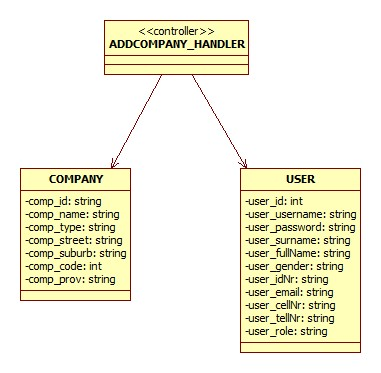 <<controller>>
ADDCOMPANY_HANDLER
COMPANY
-comp_id: string
-comp_name: string
-comp_type: string
-comp_street: string
-comp_suburb: string
-comp_code: int
-comp_prov: string
USER
-user_id: int
-user_username: string
-user_password: string
-user_surname: string
-user_fullName: string
-user_gender: string
-user_idNr: string
-user_email: string
-user_cellNr: string
-user_tellNr: string
-user_role: string